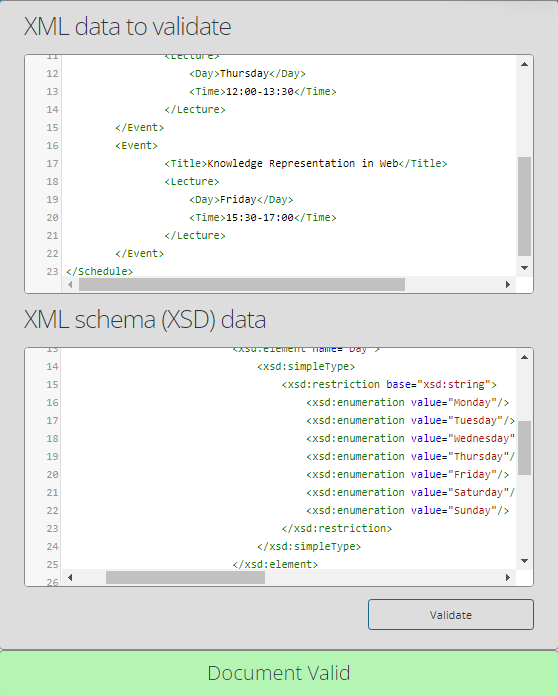 XML data to validate
11 <Lecture>
12 <Day>Thursday</Day>
13 <Time>12:00-13:30</Time>
14 </Lecture>
15 </Event>
16 <Event>
17 <Title>Knowledge Representation in Web</Title>
18 <Lecture>
19 <Day>Friday</Day>
20 <Time>15:30-17:00</Time>
21 </Lecture>
22 </Event>
23 </Schedule>
XML schema (XSD) data
13 <xsd:element name="Day">
14 <xsd:simpleType>
15 <xsd:restriction base="xsd:string">
16 <xsd:enumeration value="Monday"/>
17 <xsd:enumeration value="Tuesday"/>
18 <xsd:enumeration value="Wednesday"
19 <xsd:enumeration value="Thursday"/
20 <xsd:enumeration value="Friday"/>
21 <xsd:enumeration value="Saturday"/
22 <xsd:enumeration value="Sunday"/>
23 </xsd:restriction>
24 </xsd:simpleType>
25 </xsd:element>
26
Validate
Document Valid